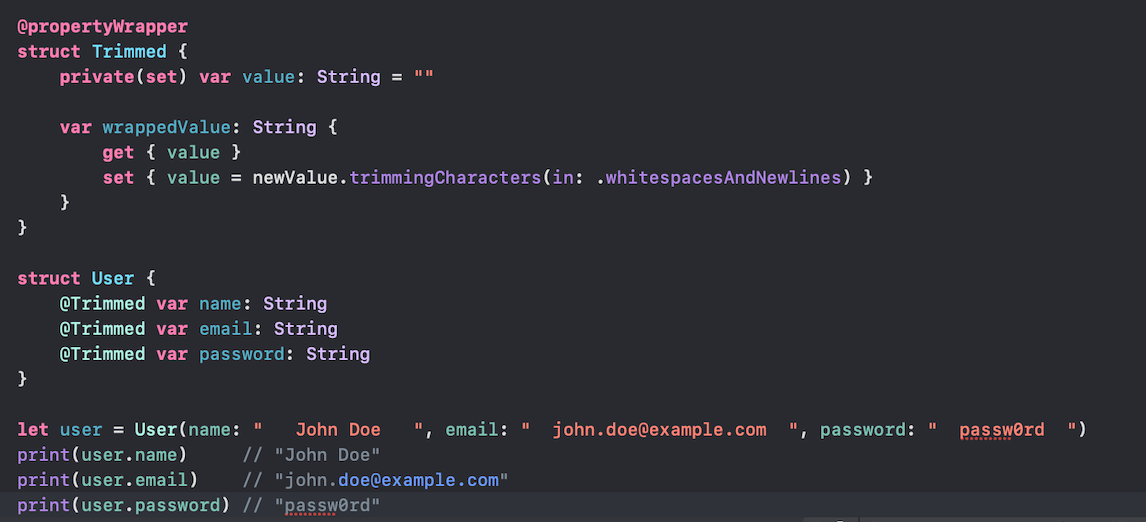 @propertyWrapper
struct Trimmed {
    private(set) var value: String = ""

    var wrappedValue: String {
        get { value }
        set { value = newValue.trimmingCharacters(in: .whitespacesAndNewlines) }
    }
}

struct User {
    @Trimmed var name: String
    @Trimmed var email: String
    @Trimmed var password: String
}

let user = User(name: "   John Doe   ", email: "  john.doe@example.com  ", password: "  passw0rd  ")
print(user.name)     // "John Doe"
print(user.email)    // "john.doe@example.com"
print(user.password) // "passw0rd"